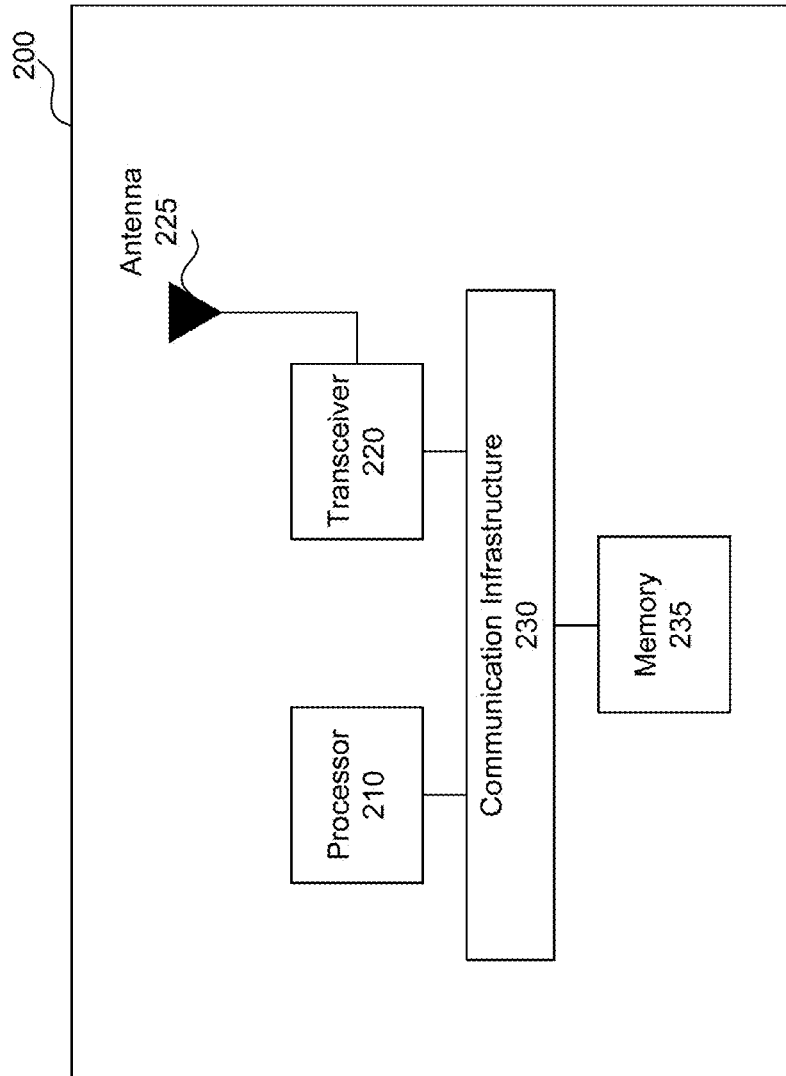 200
Antenna
225
Processor
210
Transceiver
220
Communication Infrastructure
230
Memory
235